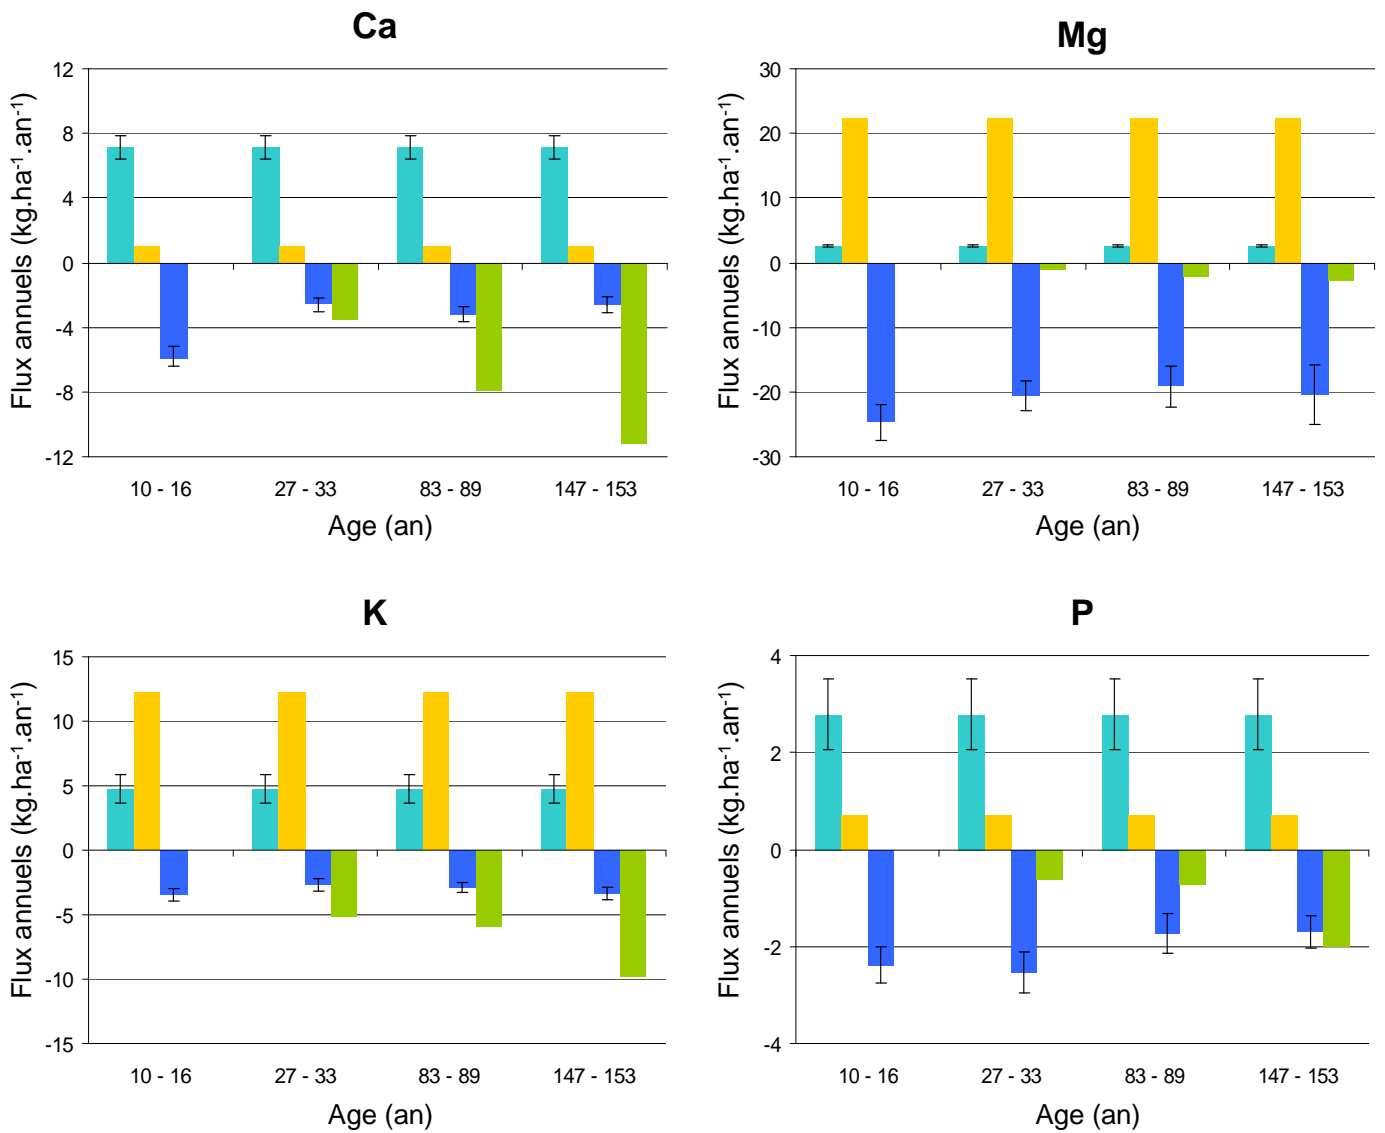 Ca
Flux annuels (kg.ha⁻¹.an⁻¹)
12
8
4
0
-4
-8
-12
10 - 16 27 - 33 83 - 89 147 - 153
Age (an)
Mg
Flux annuels (kg.ha⁻¹.an⁻¹)
30
20
10
0
-10
-20
-30
10 - 16 27 - 33 83 - 89 147 - 153
Age (an)
K
Flux annuels (kg.ha⁻¹.an⁻¹)
15
10
5
0
-5
-10
-15
10 - 16 27 - 33 83 - 89 147 - 153
Age (an)
P
Flux annuels (kg.ha⁻¹.an⁻¹)
4
2
0
-2
-4
10 - 16 27 - 33 83 - 89 147 - 153
Age (an)